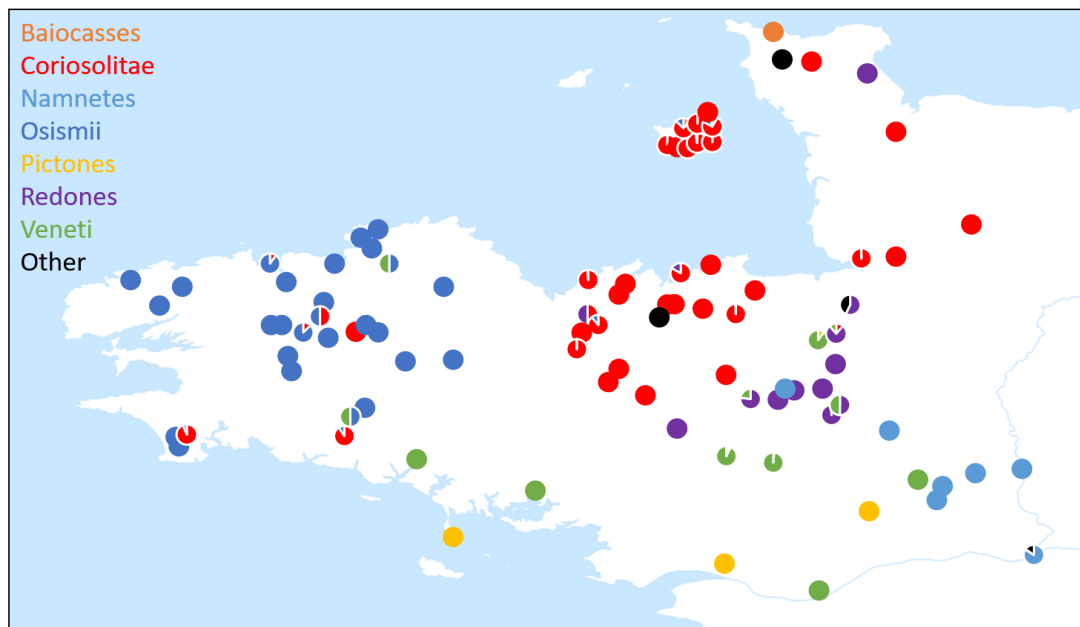 Baiocasses
Coriosolitae
Namnetes
Osismii
Pictones
Redones
Veneti
Other